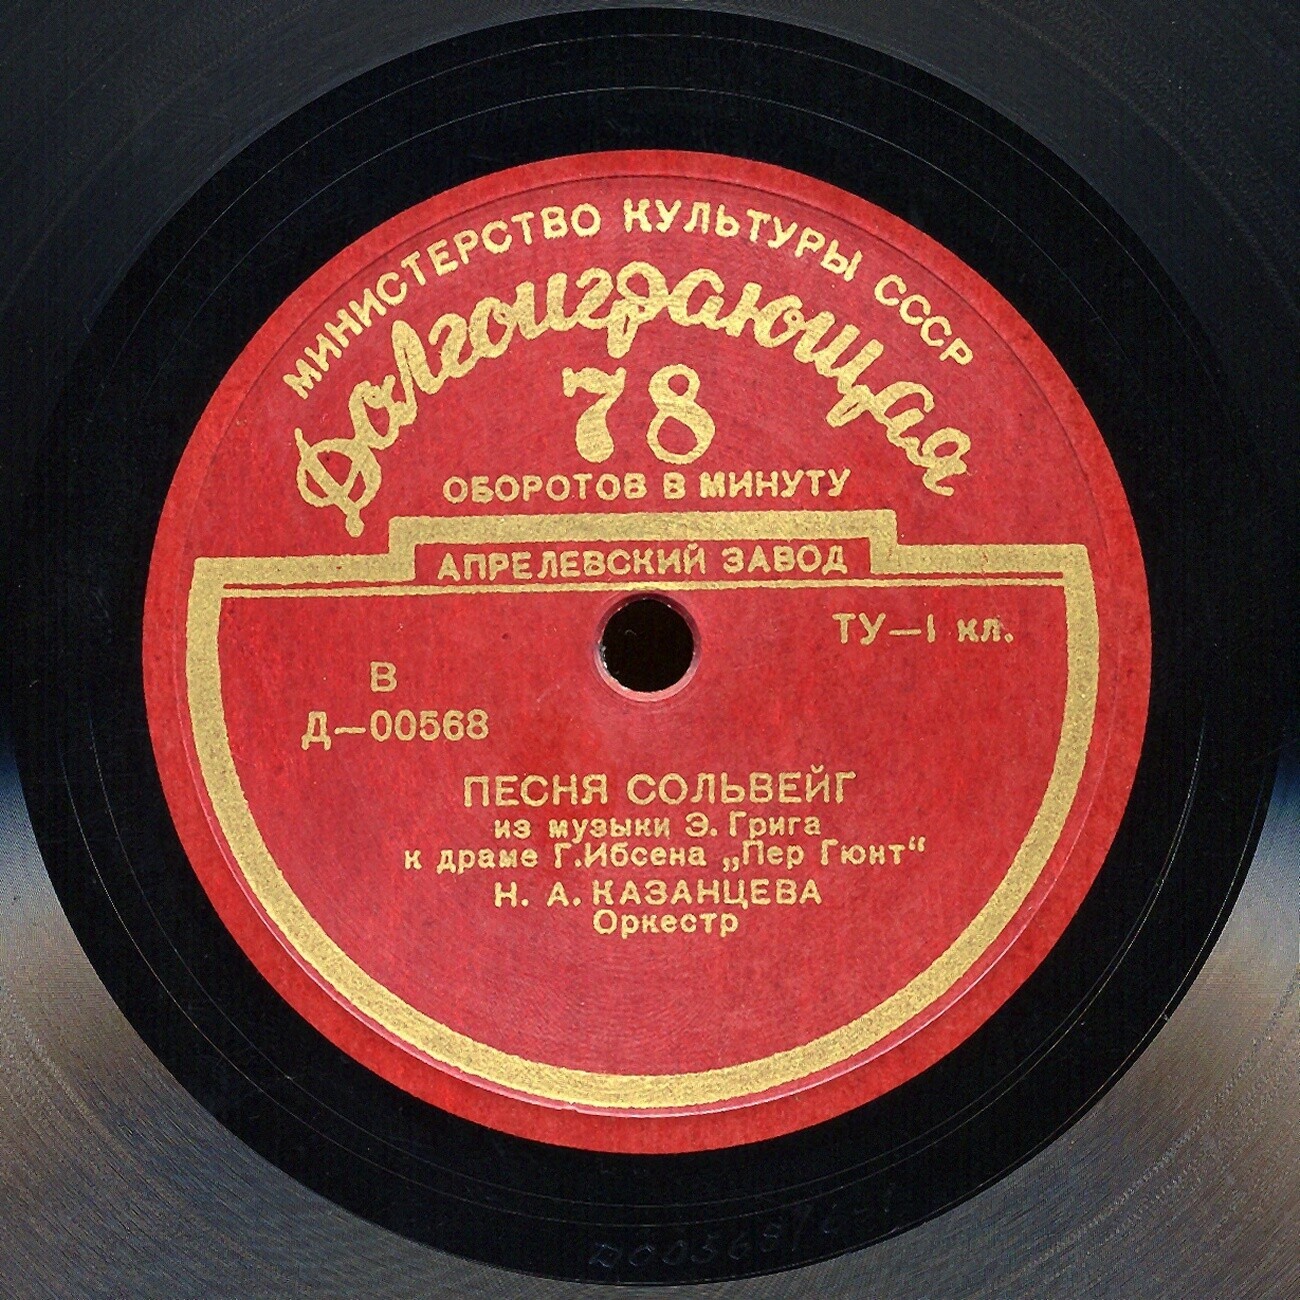 МИНИСТЕРСТВО КУЛЬТУРЫ СССР
Долгоиграющая
78
ОБОРОТОВ В МИНУТУ
АПРЕЛЕВСКИЙ ЗАВОД
ТУ—I кл.
В
Д—00568
ПЕСНЯ СОЛЬВЕЙГ
из музыки Э. Грига
к драме Г. Ибсена „Пер Гюнт“
Н. А. КАЗАНЦЕВА
Оркестр